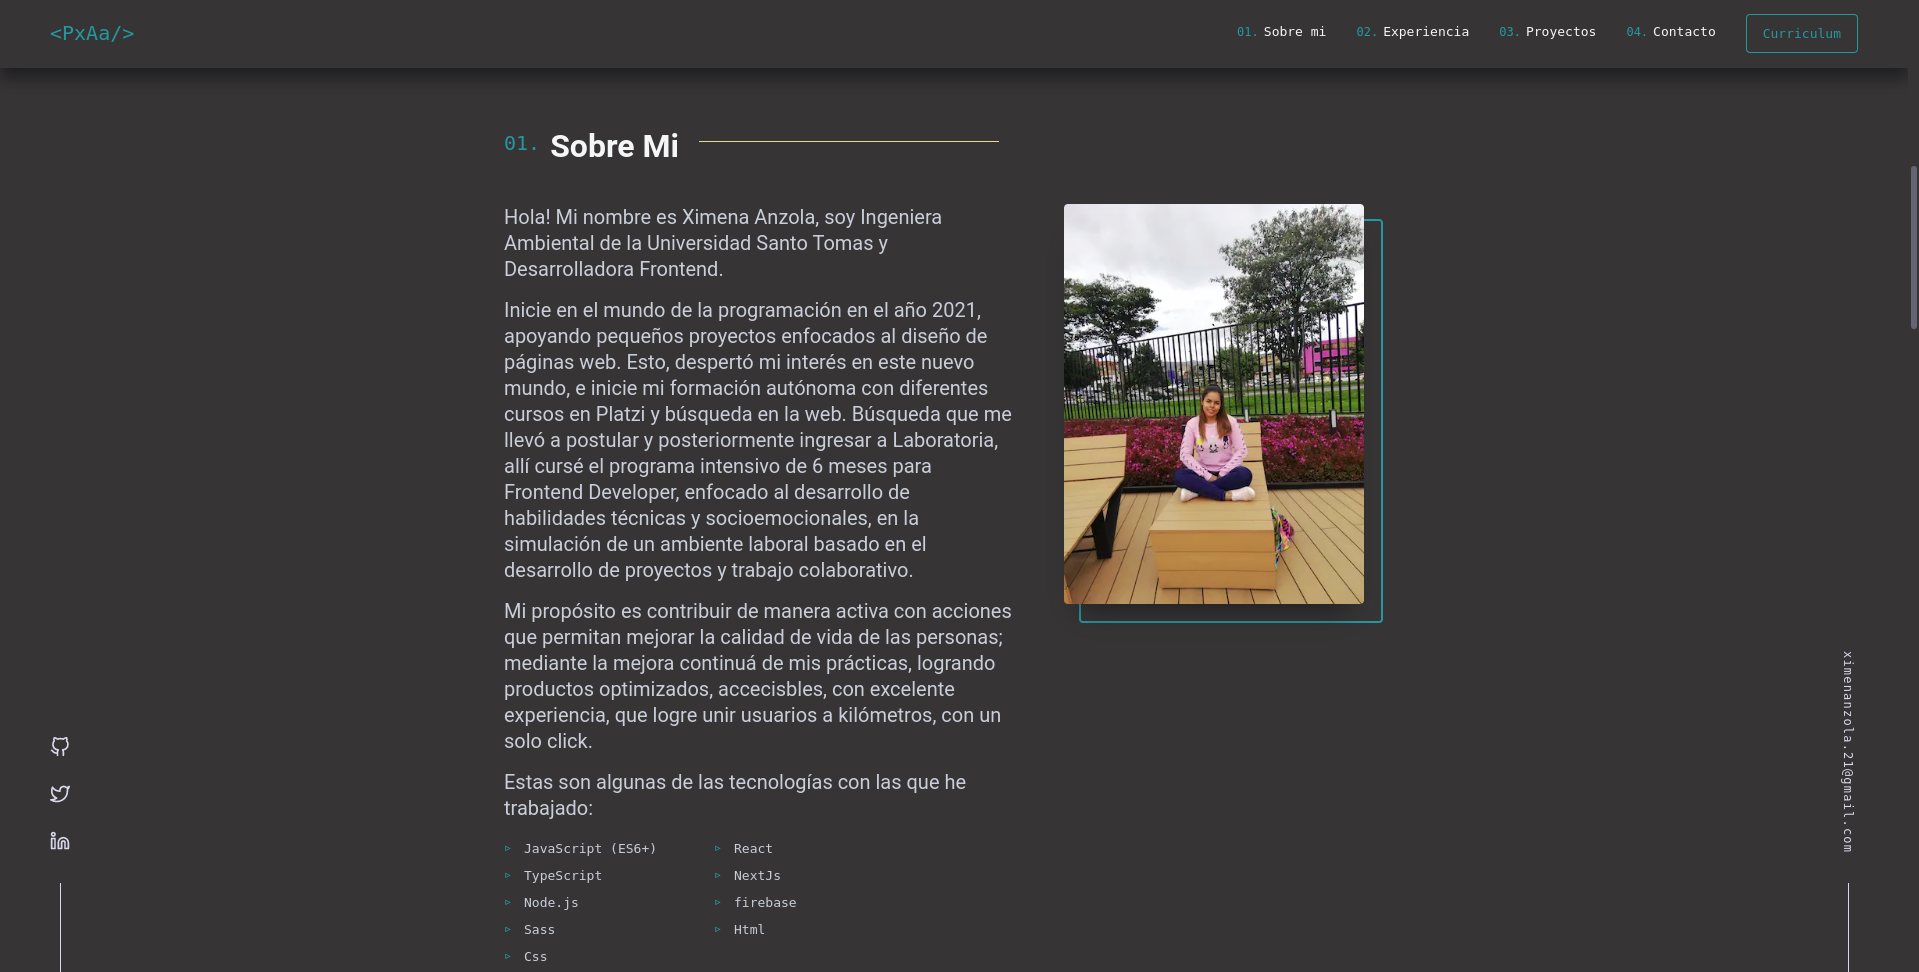 <PxAa/>
01. Sobre mi
02. Experiencia
03. Proyectos
04. Contacto
Curriculum
01. Sobre Mi
Hola! Mi nombre es Ximena Anzola, soy Ingeniera
Ambiental de la Universidad Santo Tomas y
Desarrolladora Frontend.
Inicie en el mundo de la programación en el año 2021,
apoyando pequeños proyectos enfocados al diseño de
páginas web. Esto, despertó mi interés en este nuevo
mundo, e inicie mi formación autónoma con diferentes
cursos en Platzi y búsqueda en la web. Búsqueda que me
llevó a postular y posteriormente ingresar a Laboratoria,
allí cursé el programa intensivo de 6 meses para
Frontend Developer, enfocado al desarrollo de
habilidades técnicas y socioemocionales, en la
simulación de un ambiente laboral basado en el
desarrollo de proyectos y trabajo colaborativo.
Mi propósito es contribuir de manera activa con acciones
que permitan mejorar la calidad de vida de las personas;
mediante la mejora continuá de mis prácticas, logrando
productos optimizados, accecisbles, con excelente
experiencia, que logre unir usuarios a kilómetros, con un
solo click.
Estas son algunas de las tecnologías con las que he
trabajado:
JavaScript (ES6+)
TypeScript
Node.js
Sass
Css
React
NextJs
firebase
Html
ximenanzola.21@gmail.com